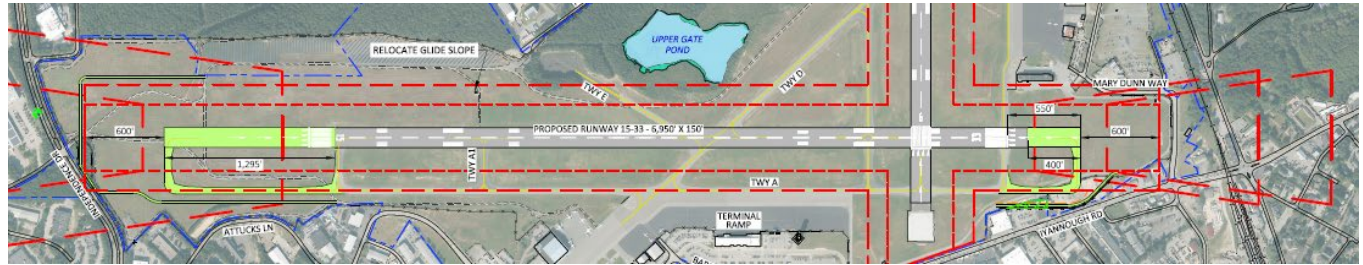 UPPER GATE
POND
RELOCATE GLIDE SLOPE
TWY E
TWY D
MARY DUNN WAY
550'
600'
PROPOSED RUNWAY 15-33 - 6,950' X 150'
15
6
33
600'
1,295'
TWY A1
400'
TWY A
INDEPENDENCE DR
ATTUCKS LN
TERMINAL
RAMP
IYANNOUGH RD